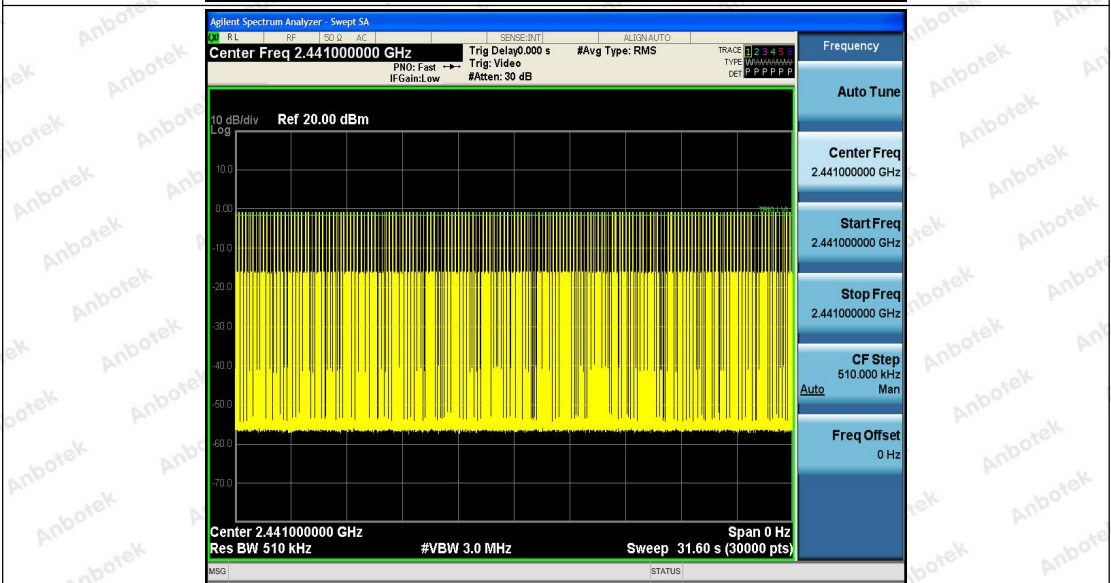 Agilent Spectrum Analyzer - Swept SA
RL RF 50 Ω AC SENSE:INT ALIGNAUTO
Center Freq 2.441000000 GHz
PNO: Fast
IFGain:Low
Trig Delay0.000 s
Trig: Video
#Atten: 30 dB
#Avg Type: RMS
TRACE 1 2 3 4 5 6
TYPE W
DET P P P P P P
10 dB/div Ref 20.00 dBm
Log
10.0
0.00
TRIG LVL
-10.0
-20.0
-30.0
-40.0
-50.0
-60.0
-70.0
Center 2.441000000 GHz Span 0 Hz
Res BW 510 kHz #VBW 3.0 MHz Sweep 31.60 s (30000 pts)
MSG STATUS
Frequency
Auto Tune
Center Freq
2.441000000 GHz
Start Freq
2.441000000 GHz
Stop Freq
2.441000000 GHz
CF Step
510.000 kHz
Auto Man
Freq Offset
0 Hz
Anbotek